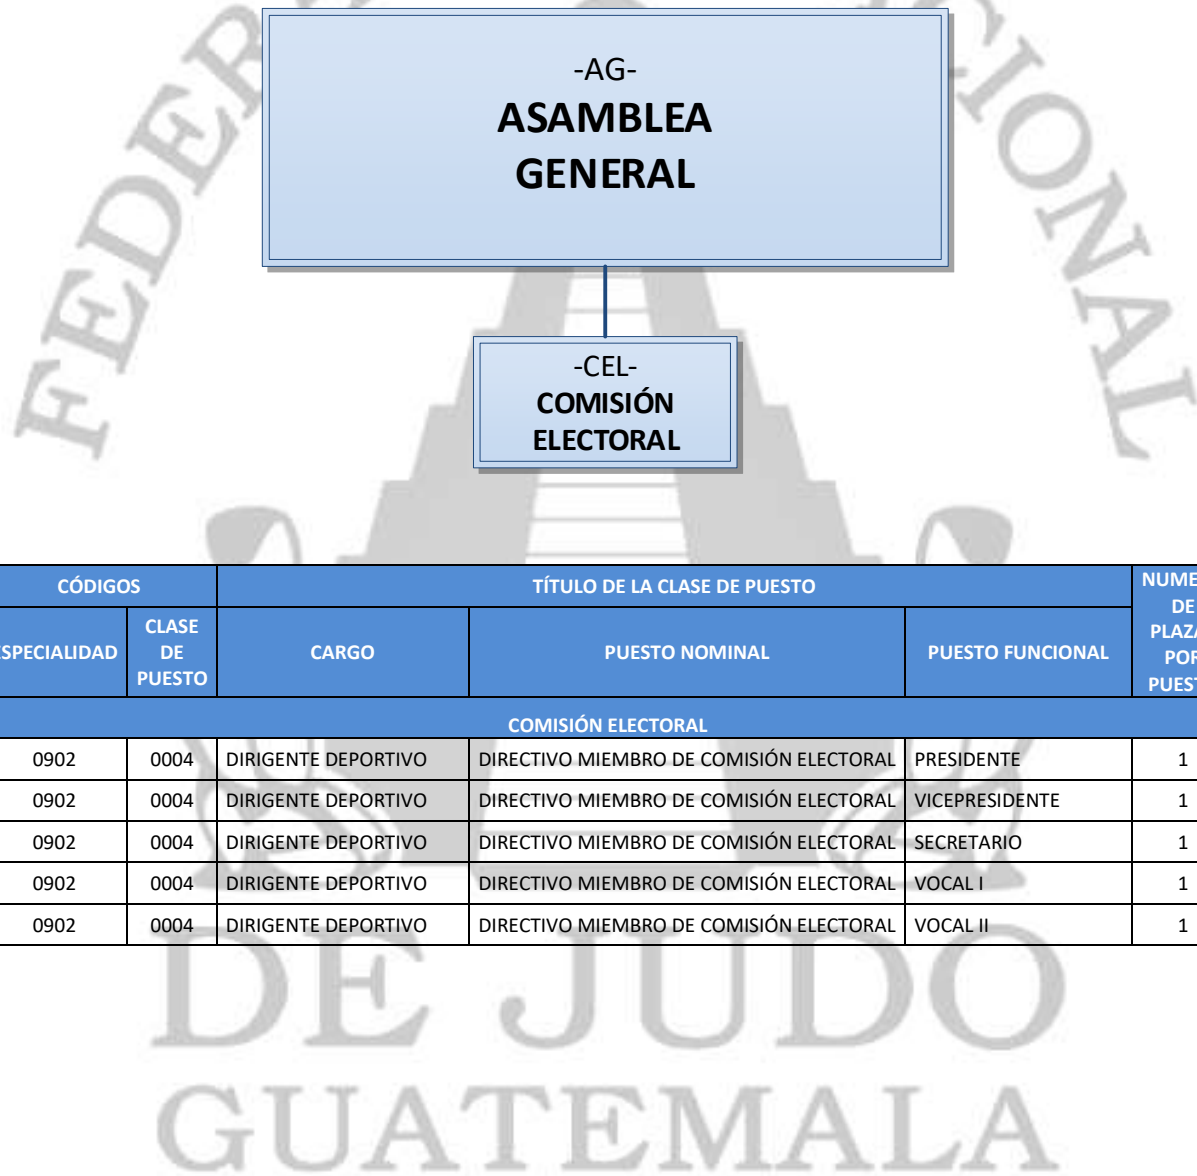 -AG-
ASAMBLEA
GENERAL
-CEL-
COMISIÓN
ELECTORAL
CÓDIGOS TÍTULO DE LA CLASE DE PUESTO
DE
CLASE DE PUESTO CARGO PUESTO NOMINAL PUESTO FUNCIONAL
COMISIÓN ELECTORAL
0902 0004 DIRIGENTE DEPORTIVO DIRECTIVO MIEMBRO DE COMISIÓN ELECTORAL PRESIDENTE 1
0902 0004 DIRIGENTE DEPORTIVO DIRECTIVO MIEMBRO DE COMISIÓN ELECTORAL VICEPRESIDENTE 1
0902 0004 DIRIGENTE DEPORTIVO DIRECTIVO MIEMBRO DE COMISIÓN ELECTORAL SECRETARIO 1
0902 0004 DIRIGENTE DEPORTIVO DIRECTIVO MIEMBRO DE COMISIÓN ELECTORAL VOCAL I 1
0902 0004 DIRIGENTE DEPORTIVO DIRECTIVO MIEMBRO DE COMISIÓN ELECTORAL VOCAL II 1
DE JUDO
GUATEMALA